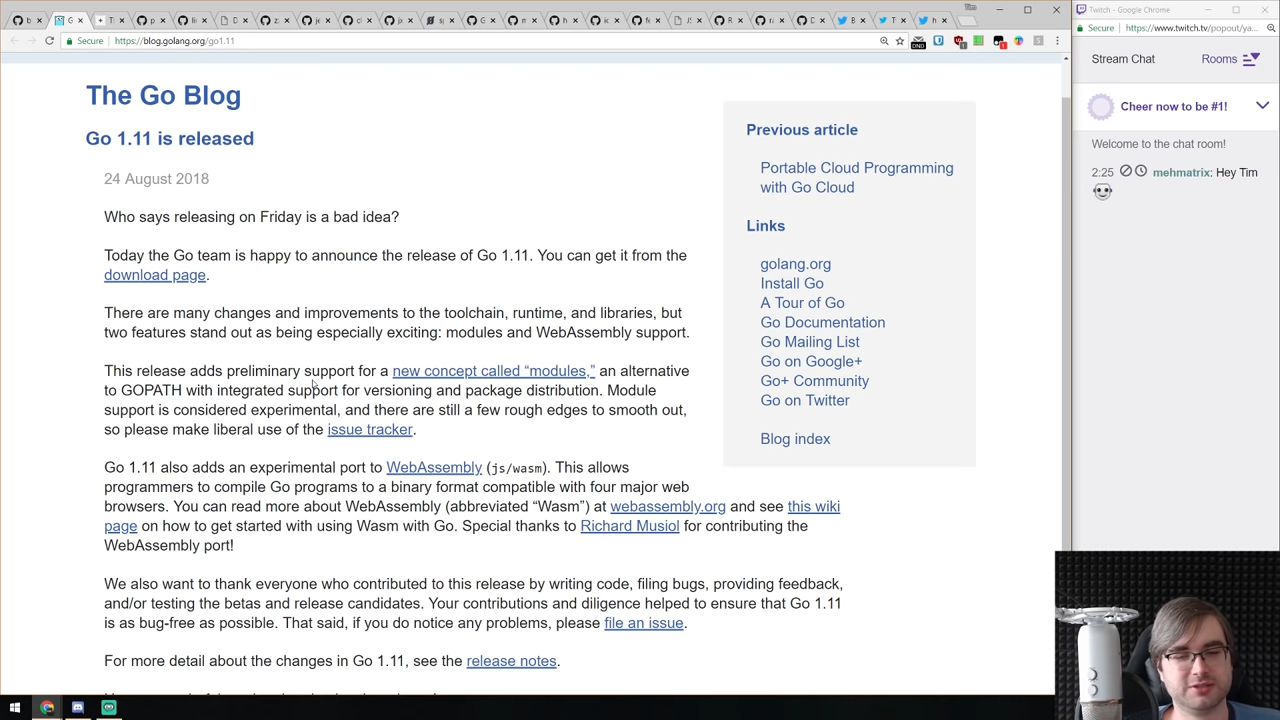 Twitch - Google Chrome
Secure
https://blog.golang.org/go1.11
DND
Secure
https://www.twitch.tv/popout/ya...
The Go Blog
Go 1.11 is released
24 August 2018
Who says releasing on Friday is a bad idea?
Today the Go team is happy to announce the release of Go 1.11. You can get it from the
download page.
There are many changes and improvements to the toolchain, runtime, and libraries, but
two features stand out as being especially exciting: modules and WebAssembly support.
This release adds preliminary support for a new concept called “modules,” an alternative
to GOPATH with integrated support for versioning and package distribution. Module
support is considered experimental, and there are still a few rough edges to smooth out,
so please make liberal use of the issue tracker.
Go 1.11 also adds an experimental port to WebAssembly (js/wasm). This allows
programmers to compile Go programs to a binary format compatible with four major web
browsers. You can read more about WebAssembly (abbreviated “Wasm”) at webassembly.org and see this wiki
page on how to get started with using Wasm with Go. Special thanks to Richard Musiol for contributing the
WebAssembly port!
We also want to thank everyone who contributed to this release by writing code, filing bugs, providing feedback,
and/or testing the betas and release candidates. Your contributions and diligence helped to ensure that Go 1.11
is as bug-free as possible. That said, if you do notice any problems, please file an issue.
For more detail about the changes in Go 1.11, see the release notes.
Previous article
Portable Cloud Programming
with Go Cloud
Links
golang.org
Install Go
A Tour of Go
Go Documentation
Go Mailing List
Go on Google+
Go+ Community
Go on Twitter
Blog index
Stream Chat
Rooms
Cheer now to be #1!
Welcome to the chat room!
2:25 mehmatrix: Hey Tim